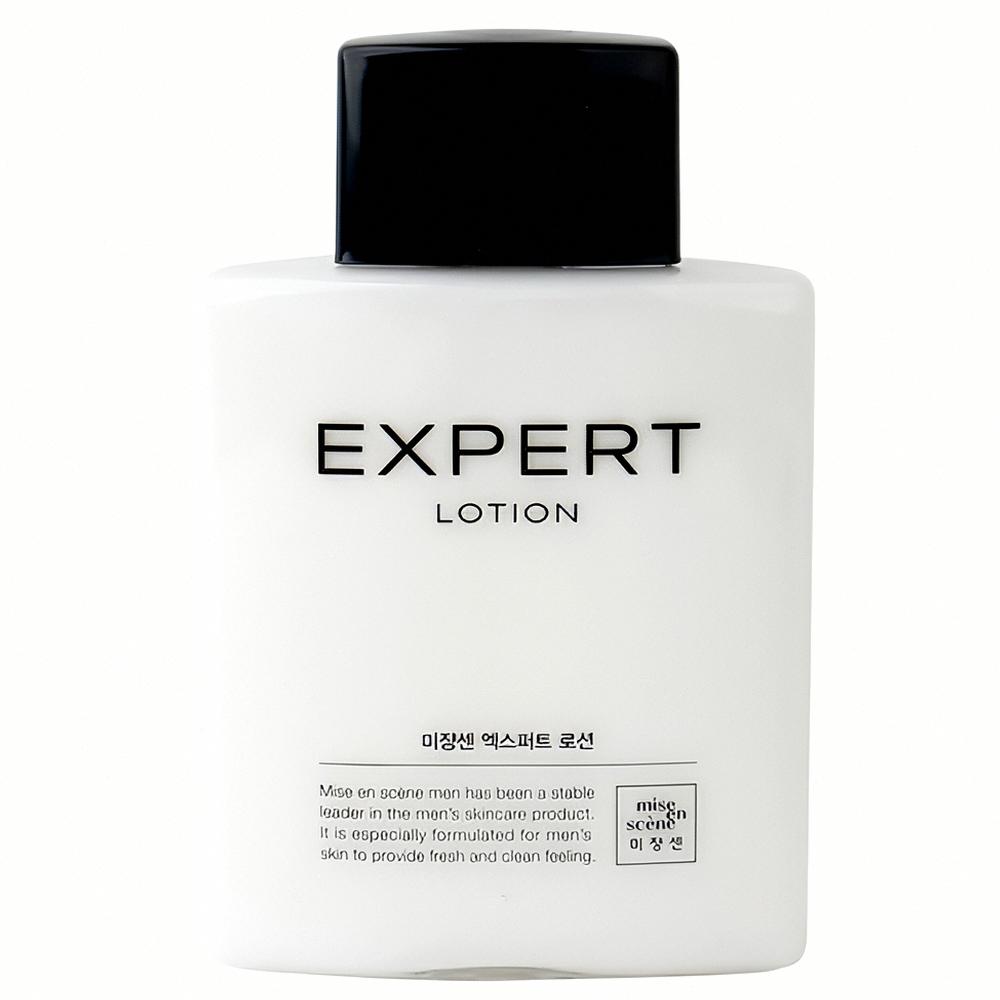 EXPERT
LOTION
미쟝센 엑스퍼트 로션
Mise en scène men has been a stable
leader in the men's skincare product.
It is especially formulated for men's
skin to provide fresh and clean feeling.
mise
en
scène
미쟝센